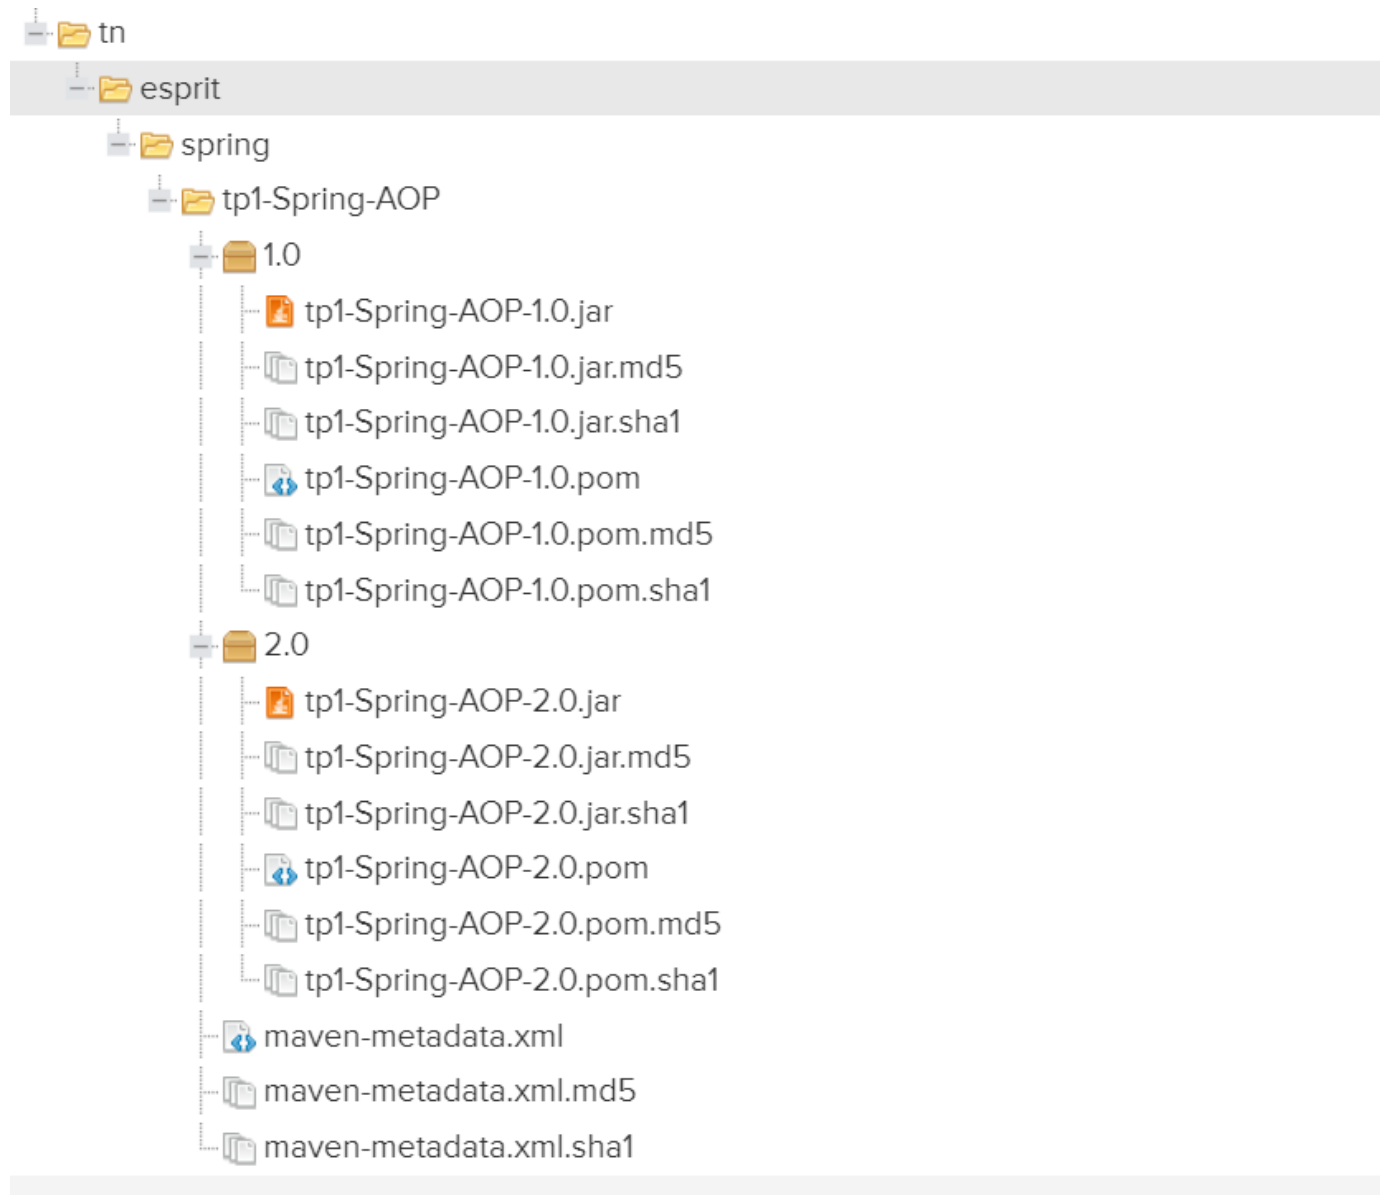 tn
esprit
spring
tp1-Spring-AOP
1.0
tp1-Spring-AOP-1.0.jar
tp1-Spring-AOP-1.0.jar.md5
tp1-Spring-AOP-1.0.jar.sha1
tp1-Spring-AOP-1.0.pom
tp1-Spring-AOP-1.0.pom.md5
tp1-Spring-AOP-1.0.pom.sha1
2.0
tp1-Spring-AOP-2.0.jar
tp1-Spring-AOP-2.0.jar.md5
tp1-Spring-AOP-2.0.jar.sha1
tp1-Spring-AOP-2.0.pom
tp1-Spring-AOP-2.0.pom.md5
tp1-Spring-AOP-2.0.pom.sha1
maven-metadata.xml
maven-metadata.xml.md5
maven-metadata.xml.sha1